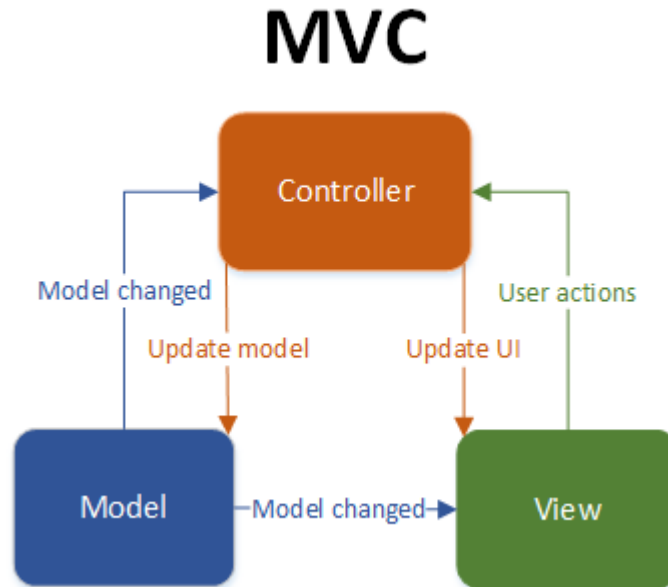 MVC
Controller
Model changed
User actions
Update model
Update UI
Model
Model changed
View